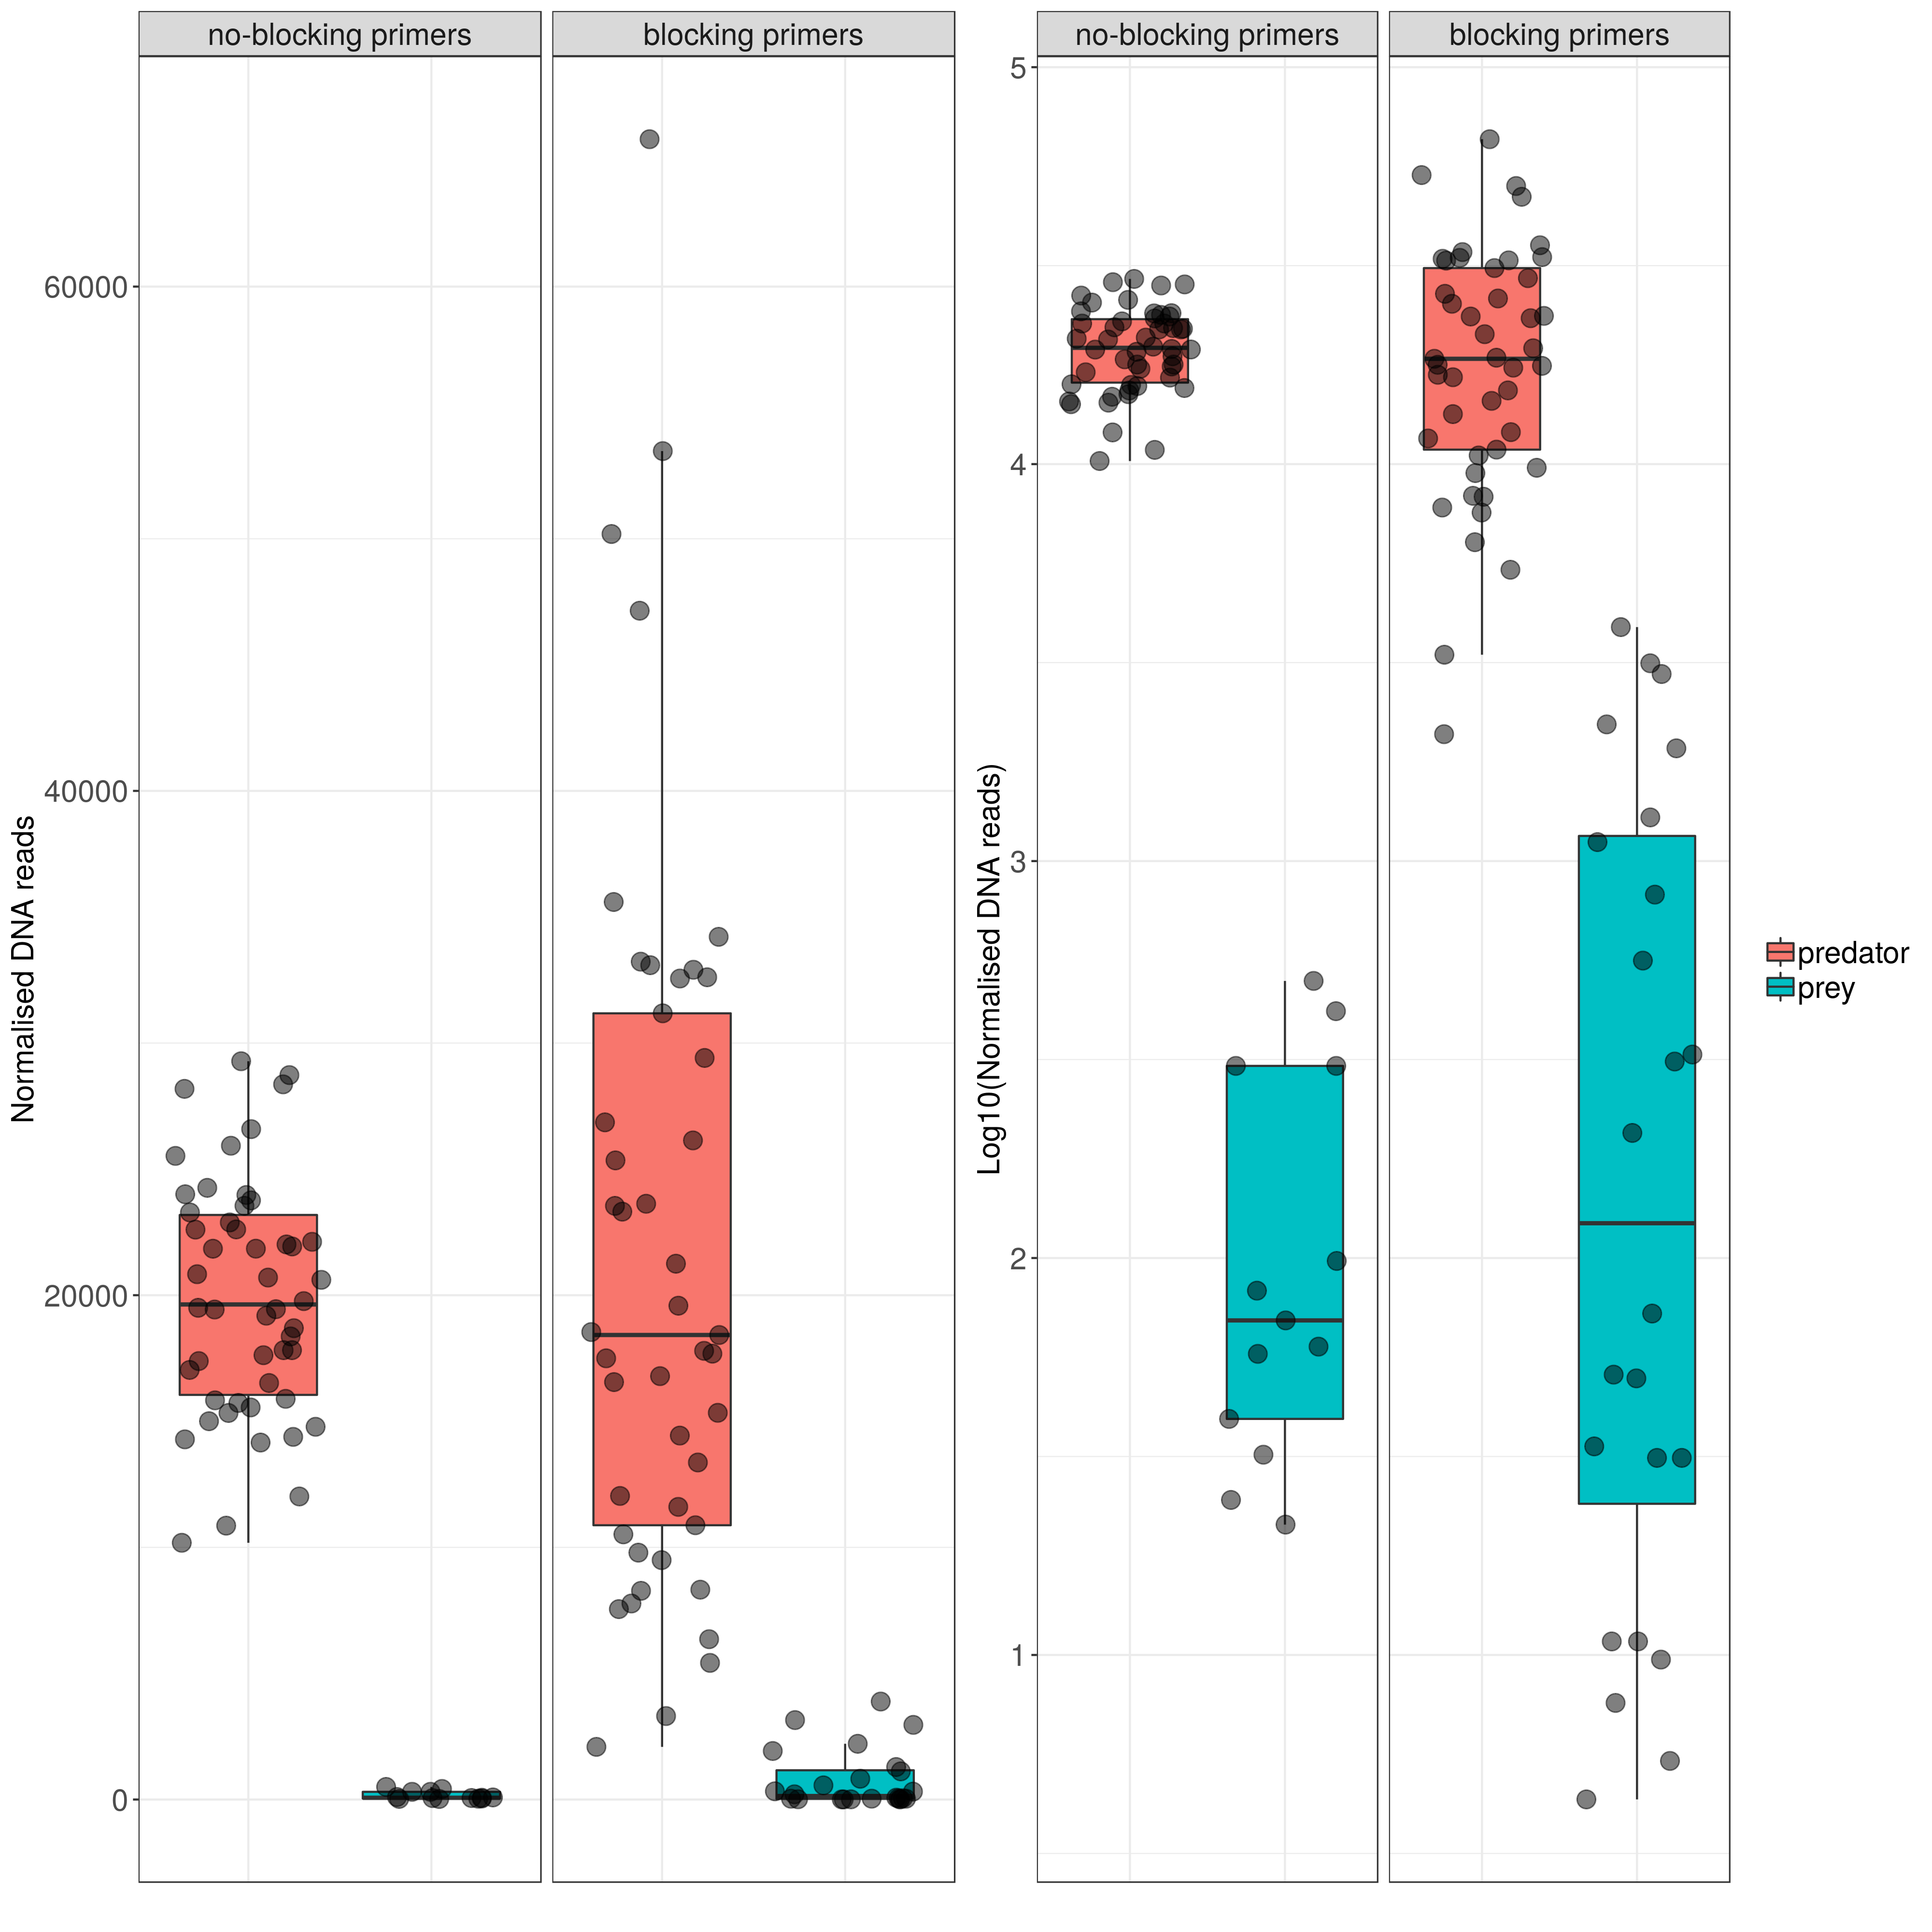 no-blocking primers
blocking primers
no-blocking primers
blocking primers
Normalised DNA reads
60000
40000
20000
0
Log10(Normalised DNA reads)
5
4
3
2
1
predator
prey